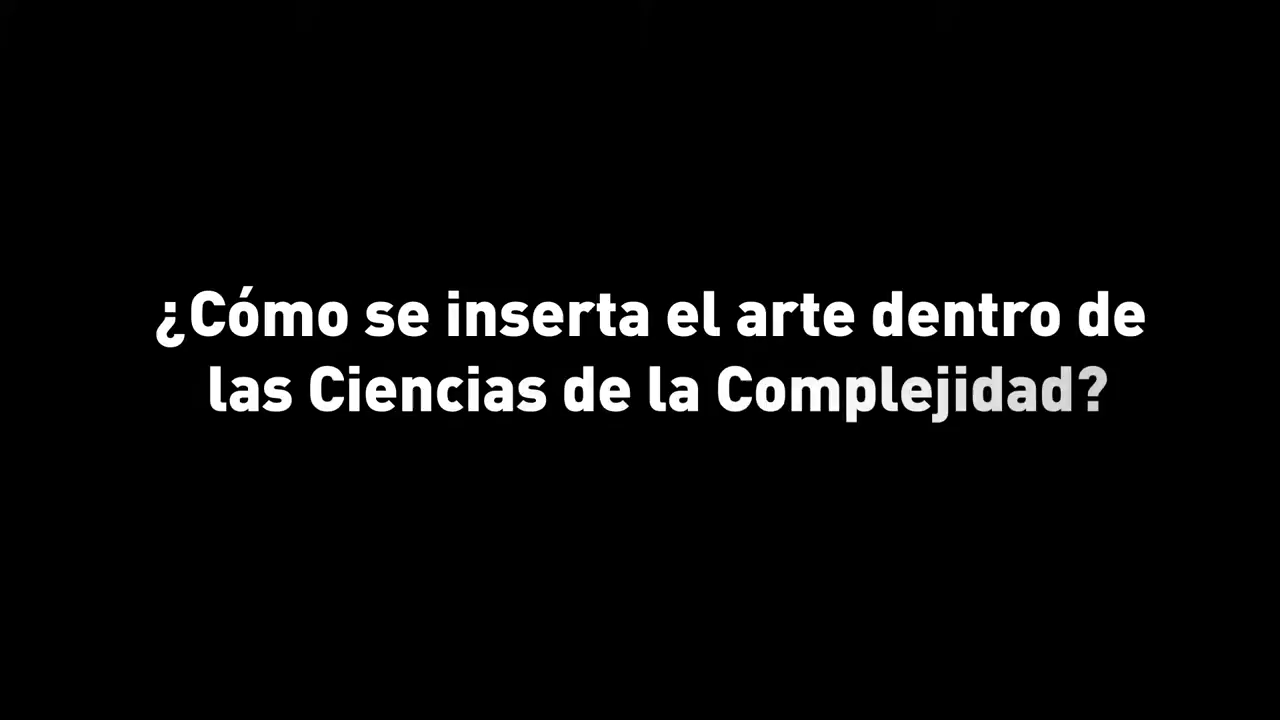 ¿Cómo se inserta el arte dentro de
las Ciencias de la Complejidad?